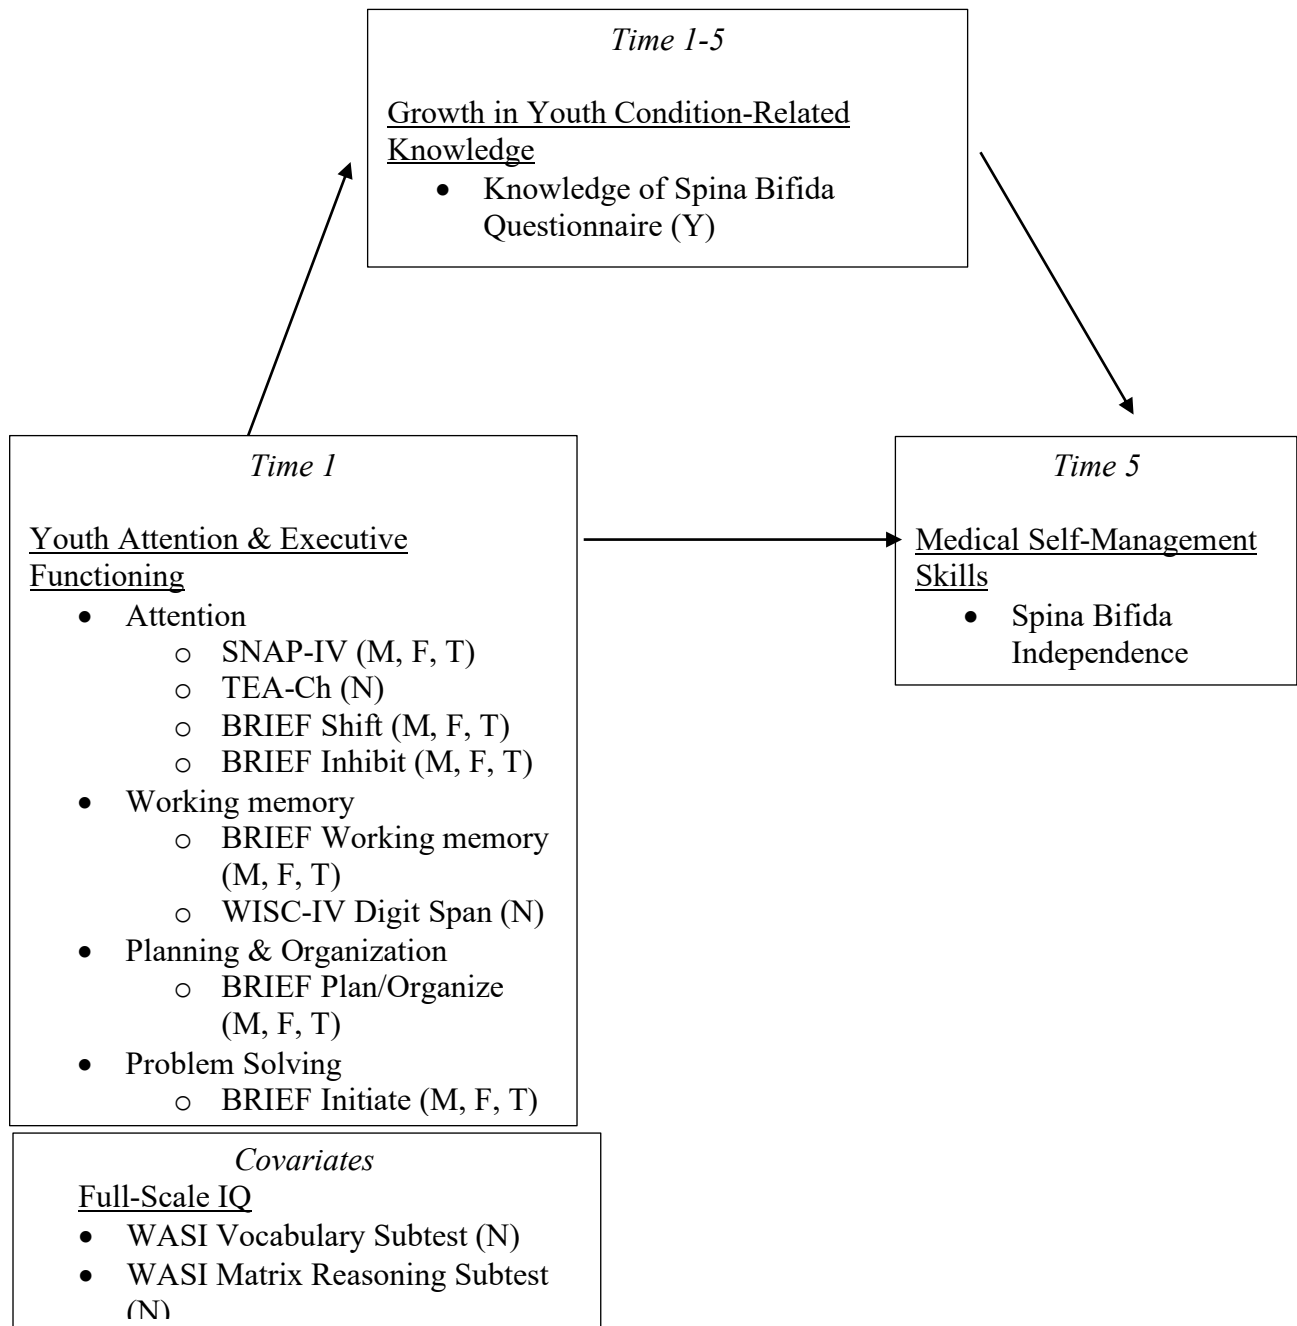 Time 1-5
Growth in Youth Condition-Related
Knowledge
• Knowledge of Spina Bifida
Questionnaire (Y)
Time 1
Youth Attention & Executive
Functioning
• Attention
o SNAP-IV (M, F, T)
o TEA-Ch (N)
o BRIEF Shift (M, F, T)
o BRIEF Inhibit (M, F, T)
• Working memory
o BRIEF Working memory
(M, F, T)
o WISC-IV Digit Span (N)
• Planning & Organization
o BRIEF Plan/Organize
(M, F, T)
• Problem Solving
o BRIEF Initiate (M, F, T)
Time 5
Medical Self-Management
Skills
• Spina Bifida
Independence
Covariates
Full-Scale IQ
• WASI Vocabulary Subtest (N)
• WASI Matrix Reasoning Subtest
(N)